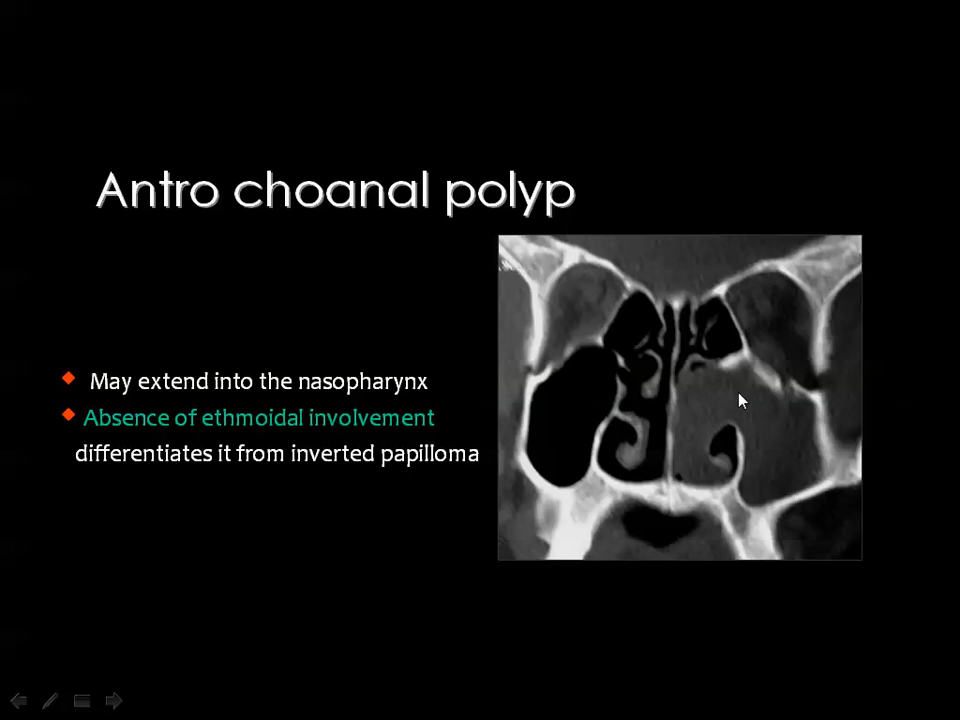 Antro choanal polyp
May extend into the nasopharynx
Absence of ethmoidal involvement
differentiates it from inverted papilloma